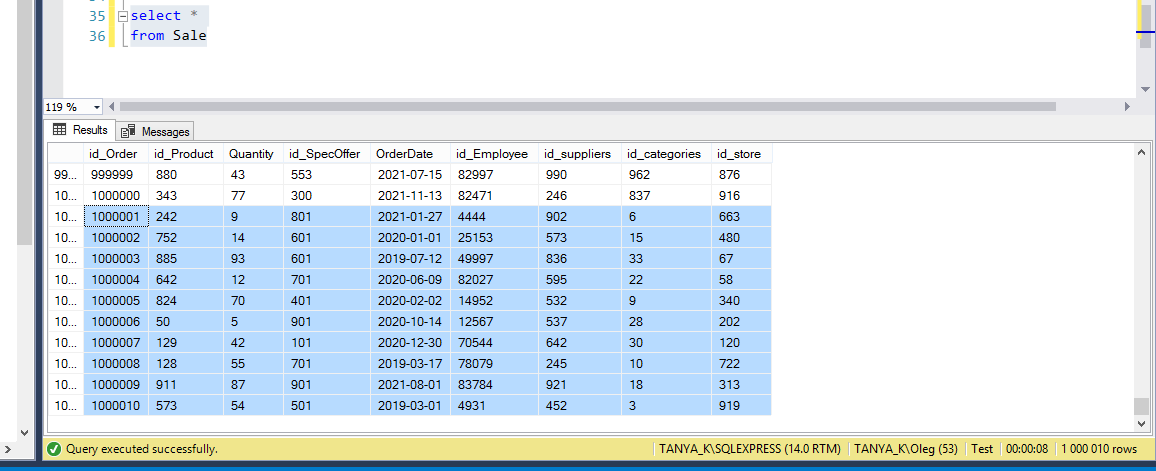 35 select *
36 from Sale
119 %
Results Messages
id_Order id_Product Quantity id_SpecOffer OrderDate id_Employee id_suppliers id_categories id_store
99... 999999 880 43 553 2021-07-15 82997 990 962 876
10... 1000000 343 77 300 2021-11-13 82471 246 837 916
10... 1000001 242 9 801 2021-01-27 4444 902 6 663
10... 1000002 752 14 601 2020-01-01 25153 573 15 480
10... 1000003 885 93 601 2019-07-12 49997 836 33 67
10... 1000004 642 12 701 2020-06-09 82027 595 22 58
10... 1000005 824 70 401 2020-02-02 14952 532 9 340
10... 1000006 50 5 901 2020-10-14 12567 537 28 202
10... 1000007 129 42 101 2020-12-30 70544 642 30 120
10... 1000008 128 55 701 2019-03-17 78079 245 10 722
10... 1000009 911 87 901 2021-08-01 83784 921 18 313
10... 1000010 573 54 501 2019-03-01 4931 452 3 919
Query executed successfully. TANYA_K\SQLEXPRESS (14.0 RTM) TANYA_K\Oleg (53) Test 00:00:08 1 000 010 rows